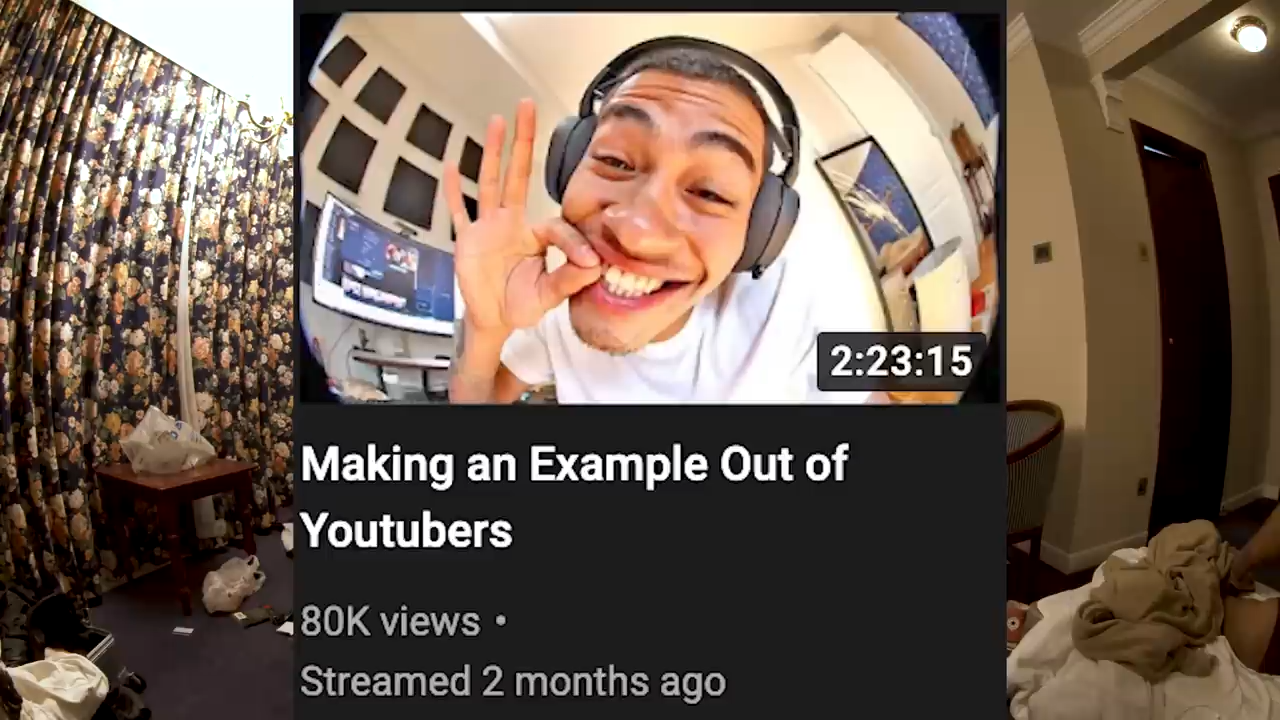 2:23:15
Making an Example Out of
Youtubers
80K views •
Streamed 2 months ago